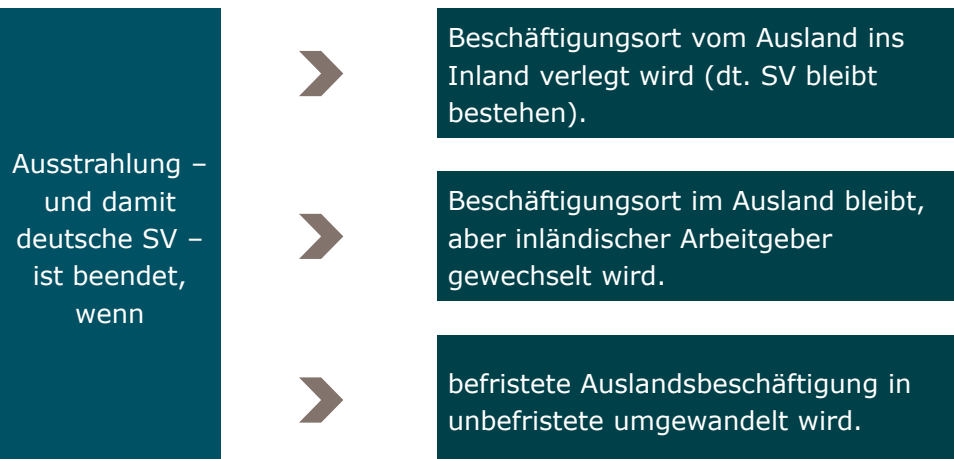 Ausstrahlung –
und damit
deutsche SV –
ist beendet,
wenn
Beschäftigungsort vom Ausland ins
Inland verlegt wird (dt. SV bleibt
bestehen).
Beschäftigungsort im Ausland bleibt,
aber inländischer Arbeitgeber
gewechselt wird.
befristete Auslandsbeschäftigung in
unbefristete umgewandelt wird.